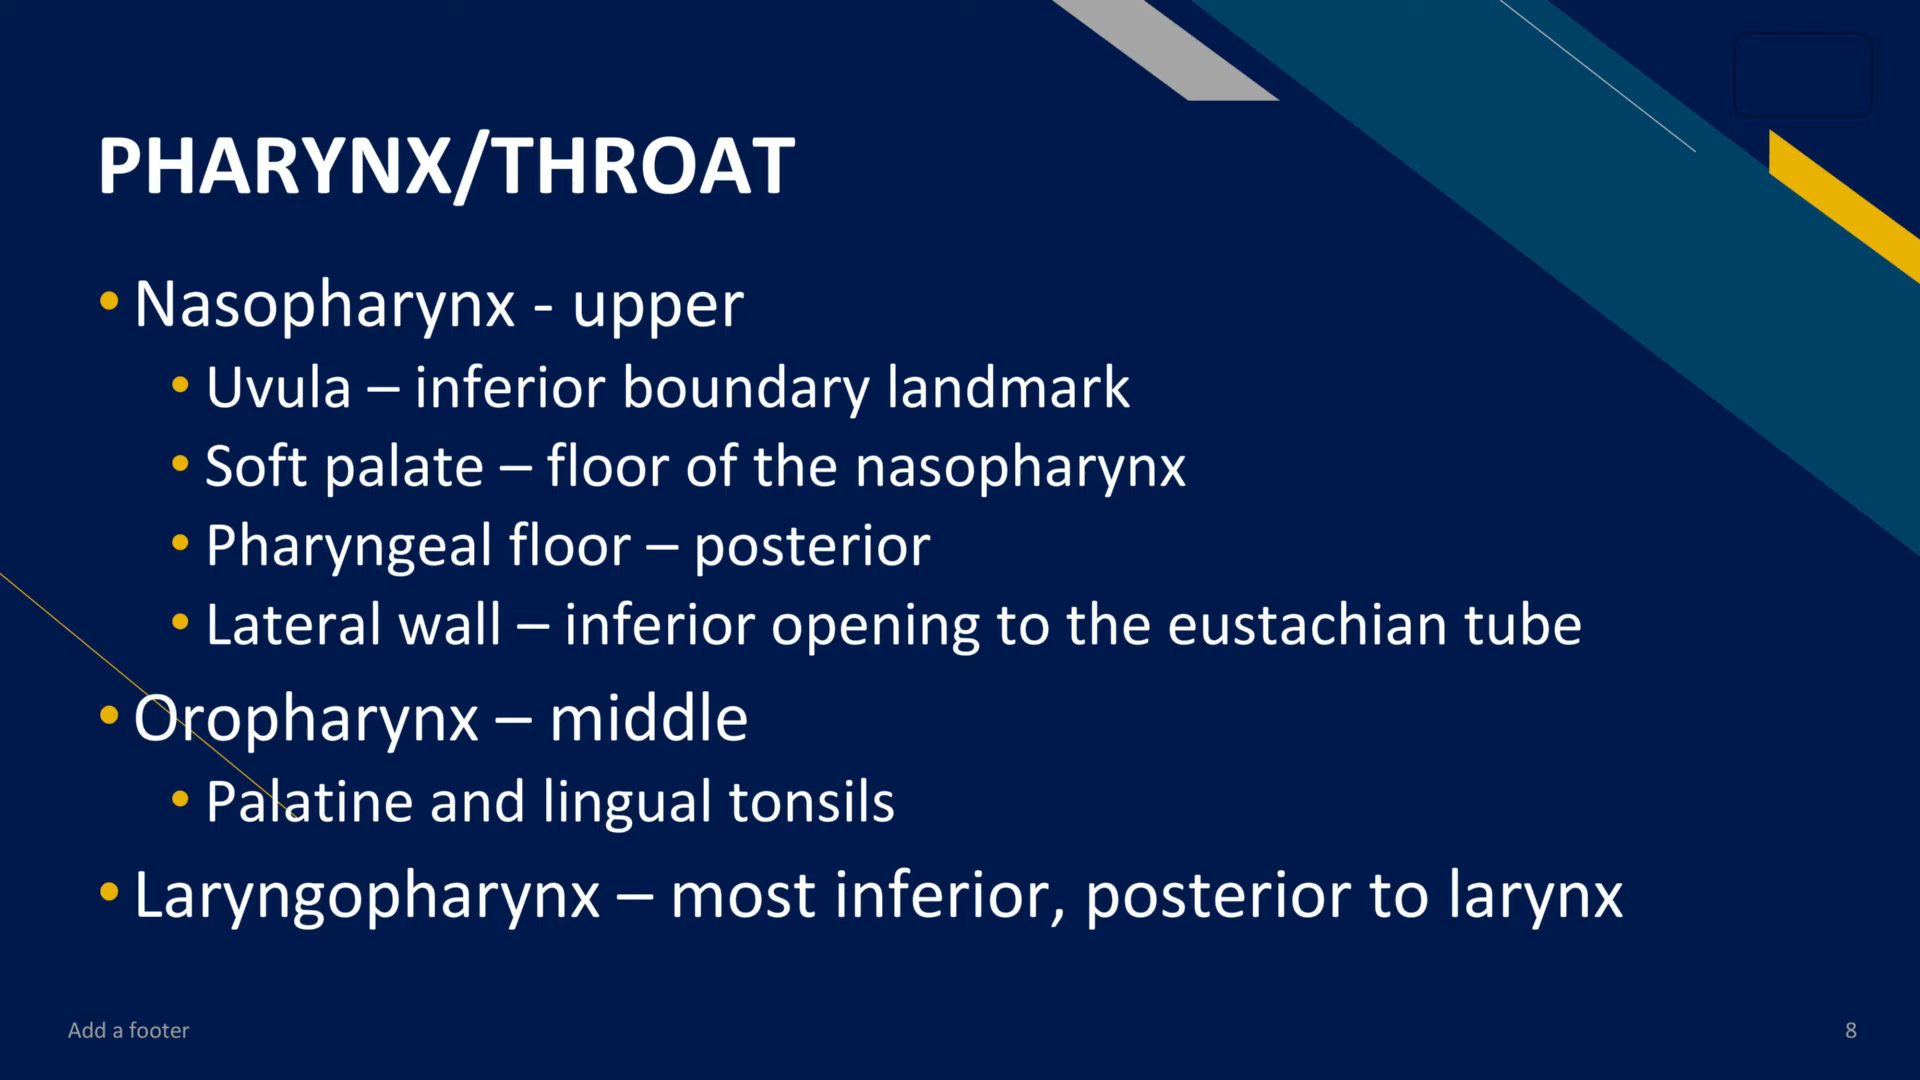 PHARYNX/THROAT
• Nasopharynx - upper
• Uvula – inferior boundary landmark
• Soft palate – floor of the nasopharynx
• Pharyngeal floor – posterior
• Lateral wall – inferior opening to the eustachian tube
• Oropharynx – middle
• Palatine and lingual tonsils
• Laryngopharynx – most inferior, posterior to larynx
Add a footer
8